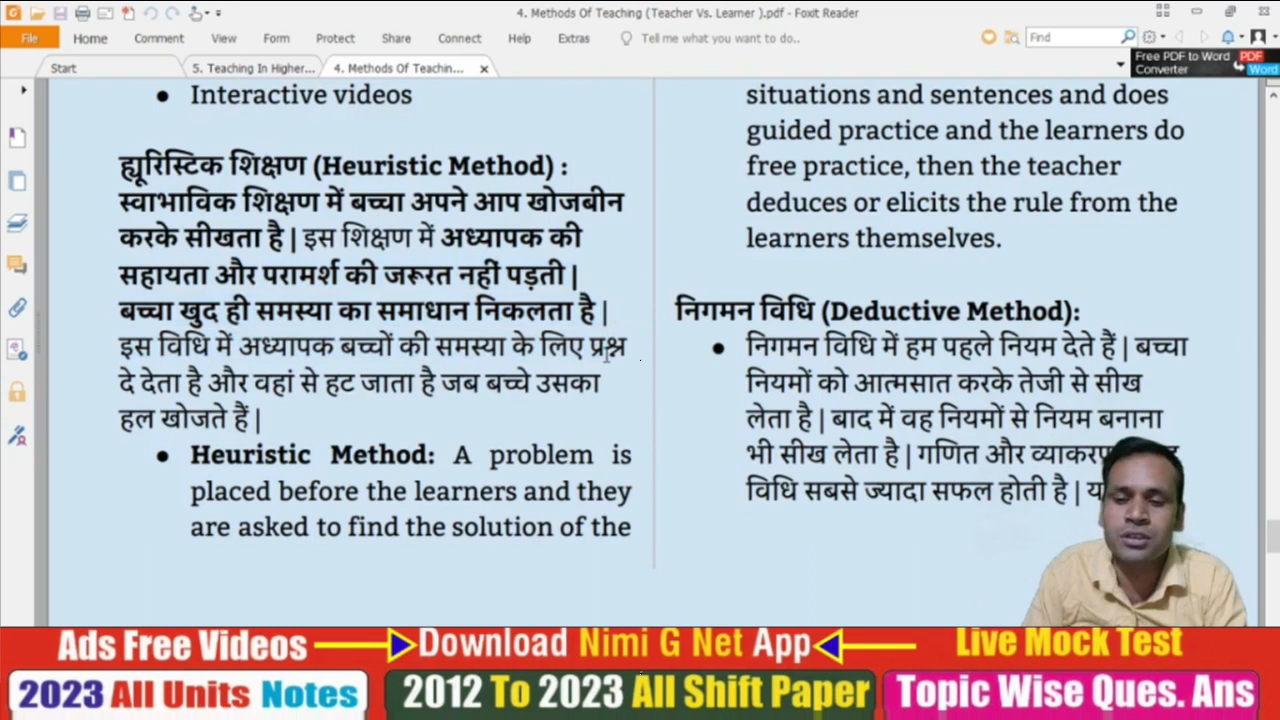 4. Methods Of Teaching (Teacher Vs. Learner ).pdf - Foxit Reader
File Home Comment View Form Protect Share Connect Help Extras Tell me what you want to do.. Find
Start 5. Teaching In Higher... 4. Methods Of Teachin...
Free PDF to Word
Converter
PDF
Word
• Interactive videos
ह्यूरिस्टिक शिक्षण (Heuristic Method) :
स्वाभाविक शिक्षण में बच्चा अपने आप खोजबीन
करके सीखता है | इस शिक्षण में अध्यापक की
सहायता और परामर्श की जरूरत नहीं पड़ती |
बच्चा खुद ही समस्या का समाधान निकलता है |
इस विधि में अध्यापक बच्चों की समस्या के लिए प्रश्न
दे देता है और वहां से हट जाता है जब बच्चे उसका
हल खोजते हैं |
• Heuristic Method: A problem is
placed before the learners and they
are asked to find the solution of the
situations and sentences and does
guided practice and the learners do
free practice, then the teacher
deduces or elicits the rule from the
learners themselves.
निगमन विधि (Deductive Method):
• निगमन विधि में हम पहले नियम देते हैं | बच्चा
नियमों को आत्मसात करके तेजी से सीख
लेता है | बाद में वह नियमों से नियम बनाना
भी सीख लेता है | गणित और
विधि सबसे ज्यादा सफल होती है |
Ads Free Videos Download Nimi G Net App Live Mock Test
2023 All Units Notes 2012 To 2023 All Shift Paper Topic Wise Ques. Ans